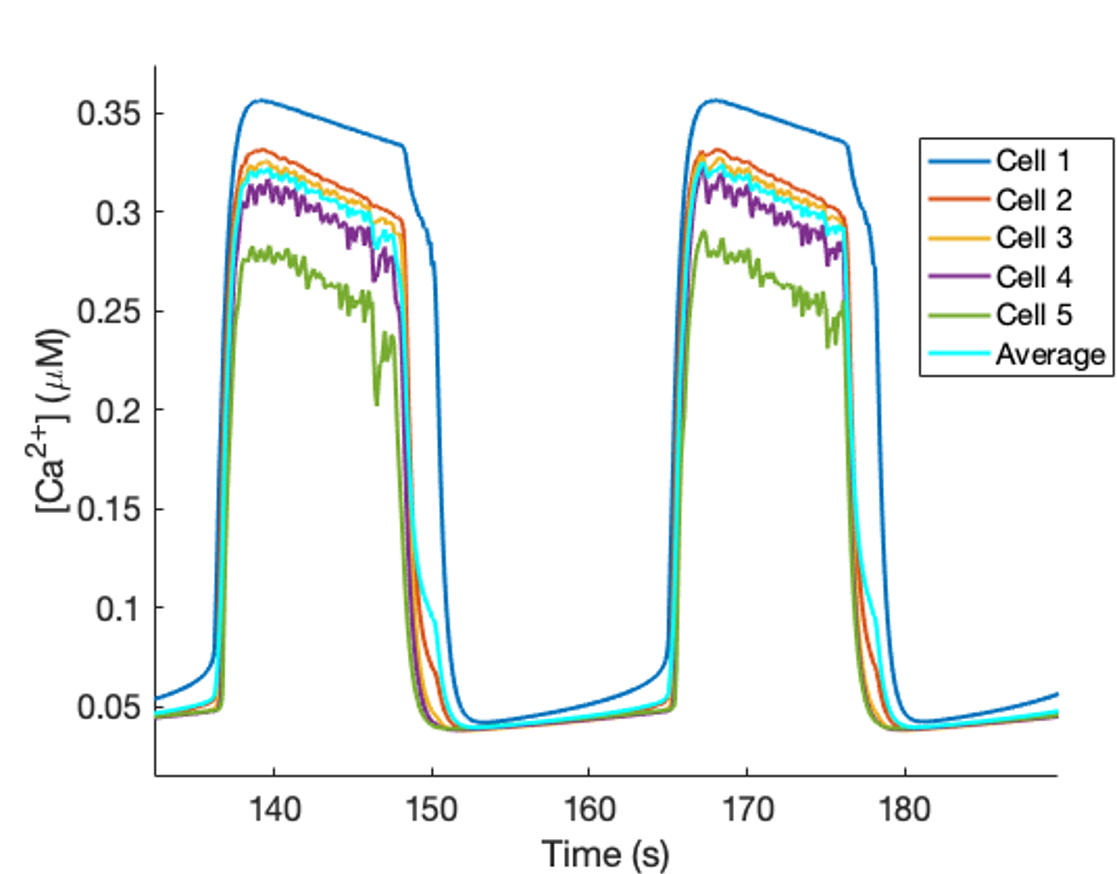 0.35
0.3
0.25
0.2
0.15
0.1
0.05
[Ca²⁺] (μM)
140 150 160 170 180
Time (s)
Cell 1
Cell 2
Cell 3
Cell 4
Cell 5
Average